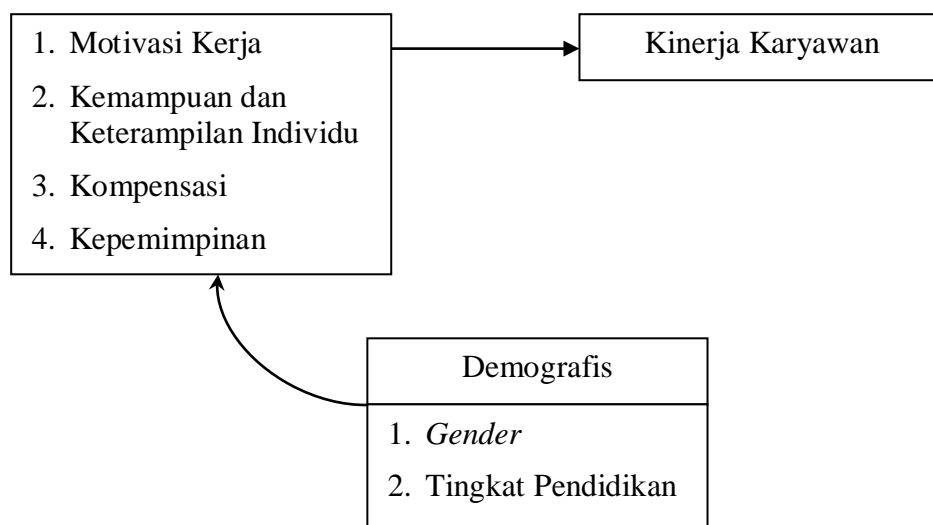 1. Motivasi Kerja
2. Kemampuan dan
Keterampilan Individu
3. Kompensasi
4. Kepemimpinan
Kinerja Karyawan
Demografis
1. Gender
2. Tingkat Pendidikan